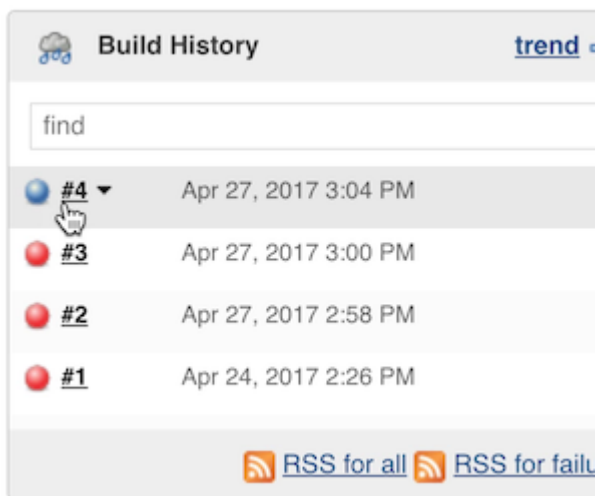 Build History trend
find
#4 Apr 27, 2017 3:04 PM
#3 Apr 27, 2017 3:00 PM
#2 Apr 27, 2017 2:58 PM
#1 Apr 24, 2017 2:26 PM
RSS for all RSS for failu